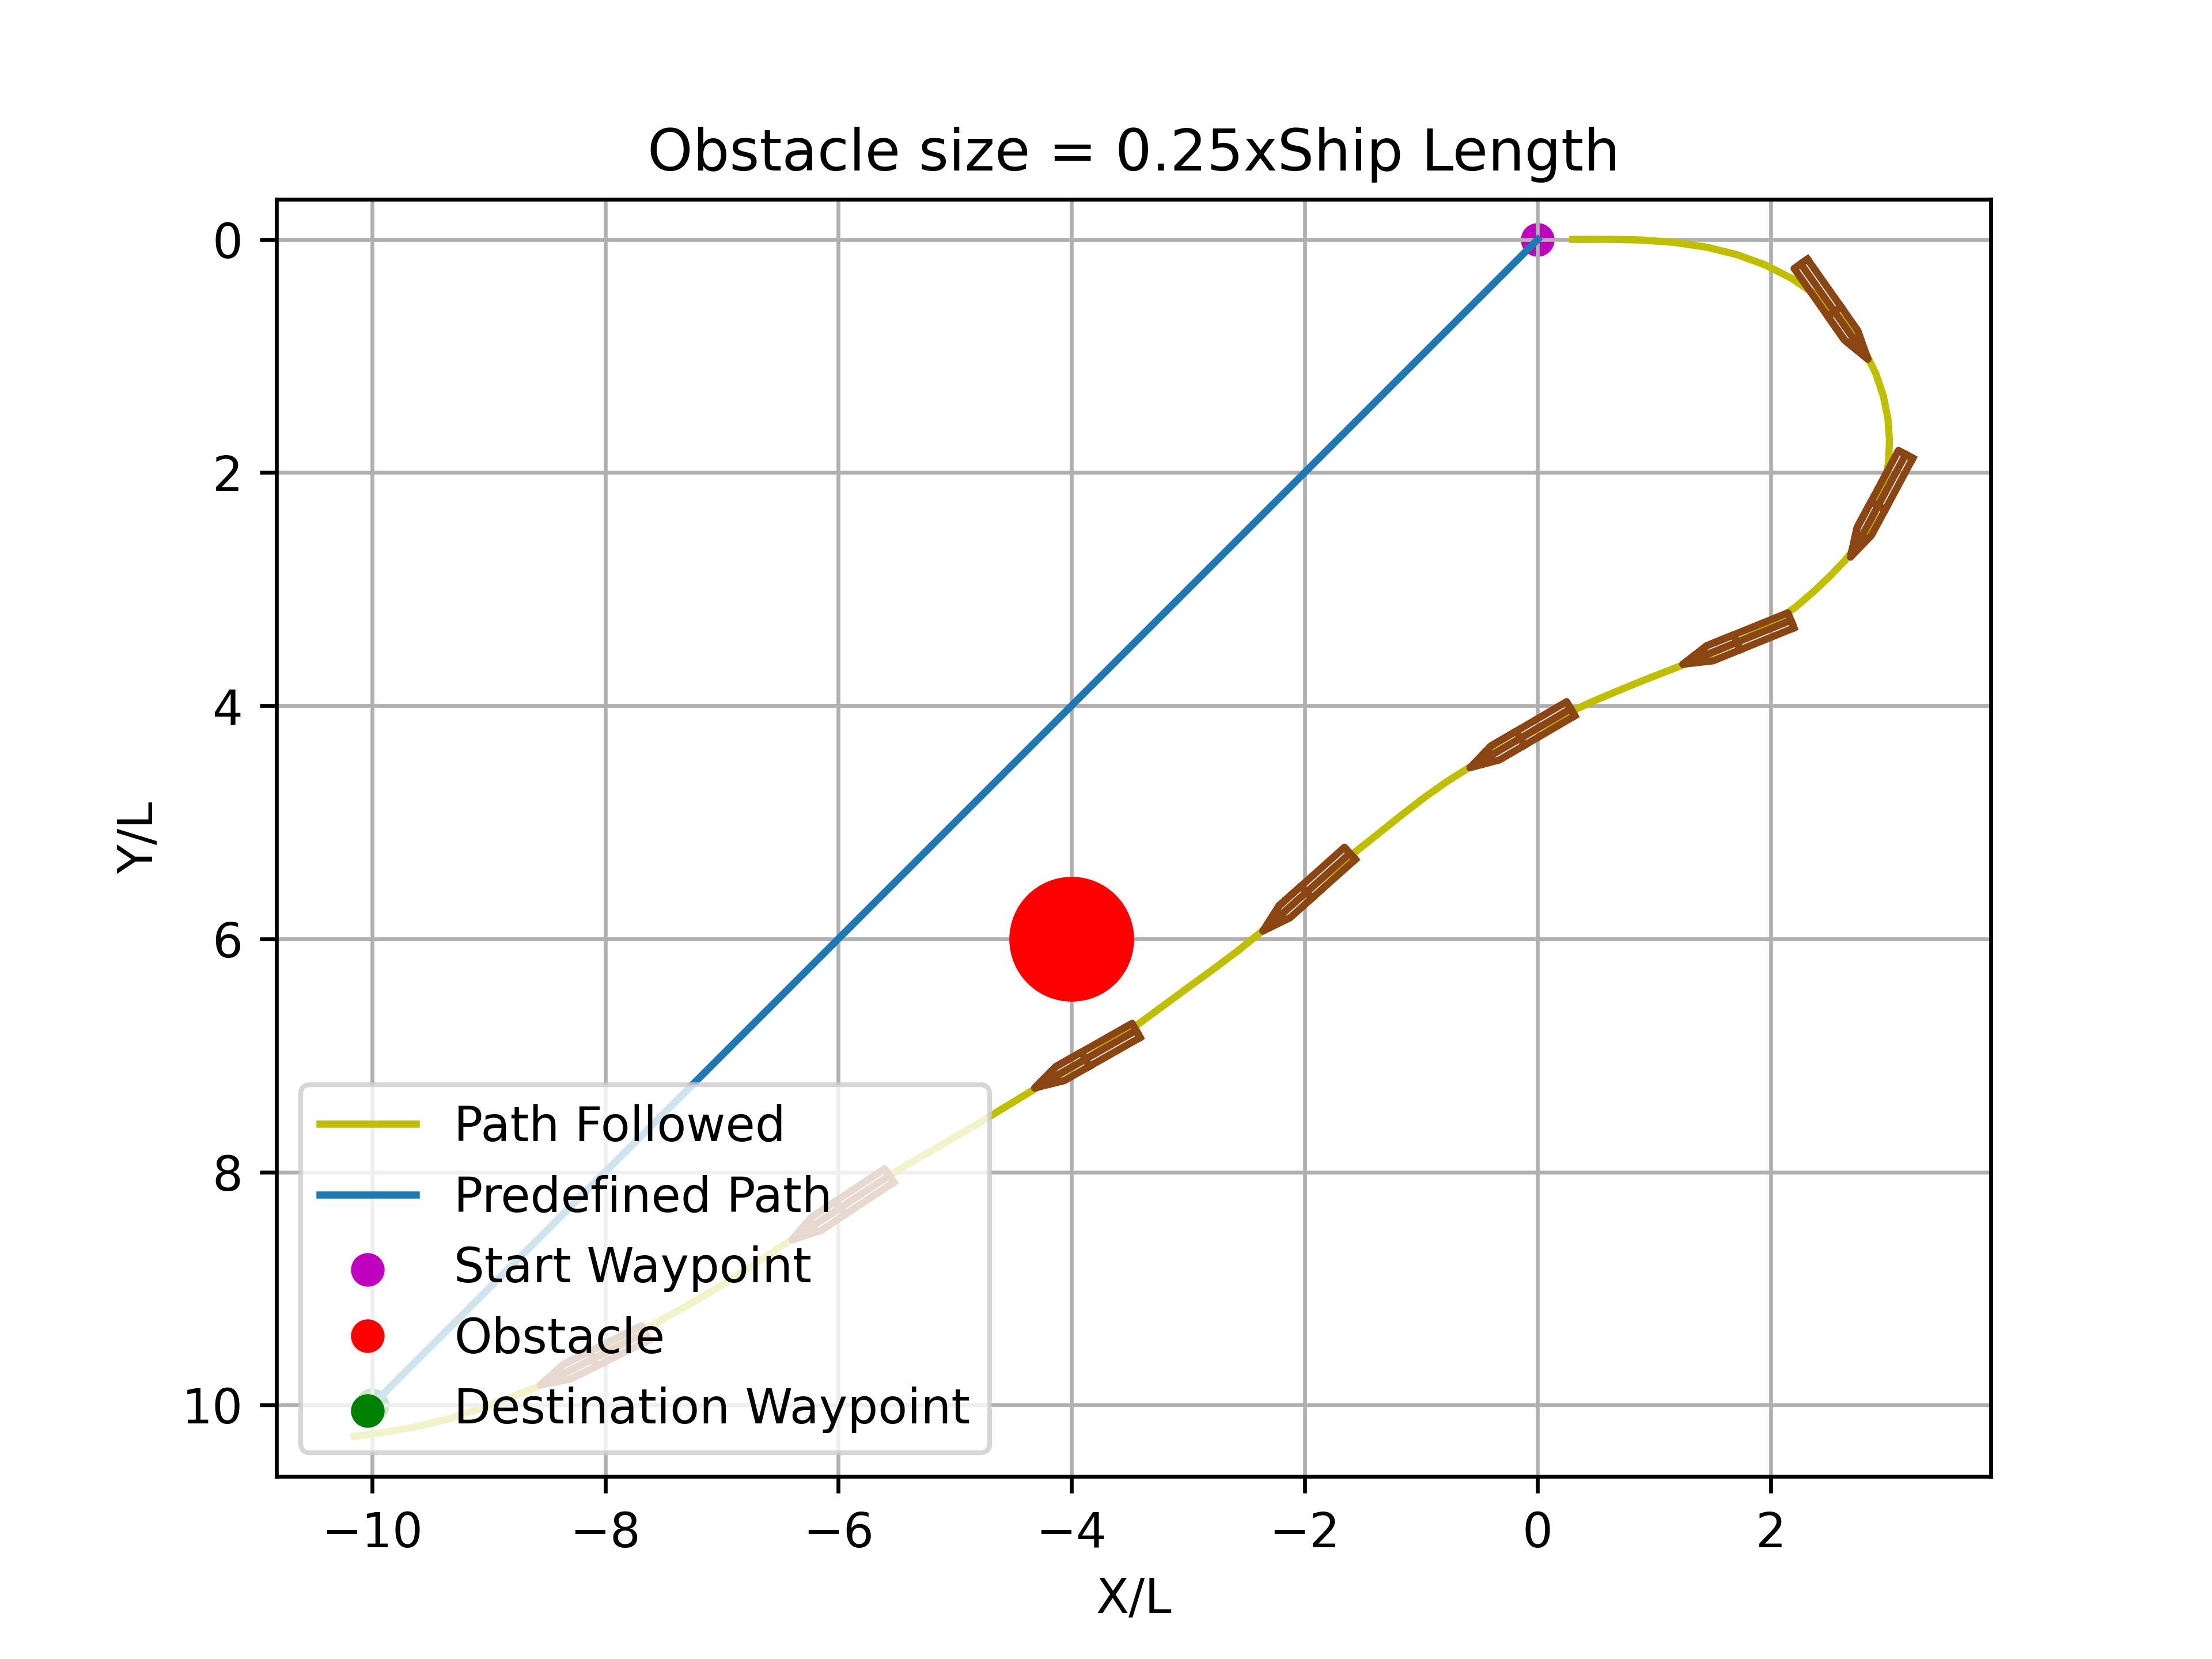 Obstacle size = 0.25xShip Length
0
2
4
6
8
10
Y/L
Path Followed
Predefined Path
Start Waypoint
Obstacle
Destination Waypoint
−10 −8 −6 −4 −2 0 2
X/L